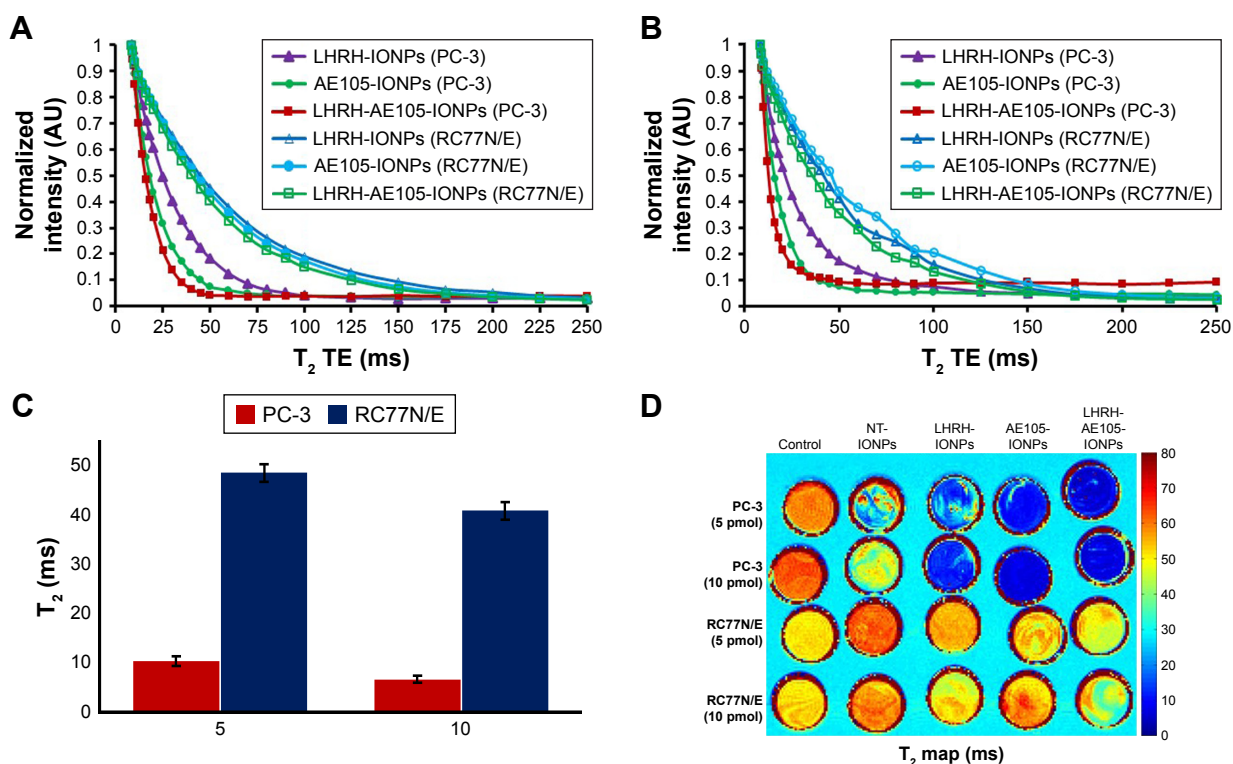 A
Normalized
intensity (AU)
1
0.9
0.8
0.7
0.6
0.5
0.4
0.3
0.2
0.1
0
LHRH-IONPs (PC-3)
AE105-IONPs (PC-3)
LHRH-AE105-IONPs (PC-3)
LHRH-IONPs (RC77N/E)
AE105-IONPs (RC77N/E)
LHRH-AE105-IONPs (RC77N/E)
0 20 50 75 100 125 150 175 200 225 250
T2 TE (ms)
B
Normalized
intensity (AU)
1
0.9
0.8
0.7
0.6
0.5
0.4
0.3
0.2
0.1
0
LHRH-IONPs (PC-3)
AE105-IONPs (PC-3)
LHRH-AE105-IONPs (PC-3)
LHRH-IONPs (RC77N/E)
AE105-IONPs (RC77N/E)
LHRH-AE105-IONPs (RC77N/E)
0 50 100 150 200 250
T2 TE (ms)
C
PC-3 RC77N/E
T2 (ms)
50
40
30
20
10
0
5 10
D
Control
NT-
IONPs
LHRH-
IONPs
AE105-
IONPs
LHRH-
AE105-
IONPs
PC-3
(5 pmol)
PC-3
(10 pmol)
RC77N/E
(5 pmol)
RC77N/E
(10 pmol)
80
70
60
50
40
30
20
10
0
T2 map (ms)